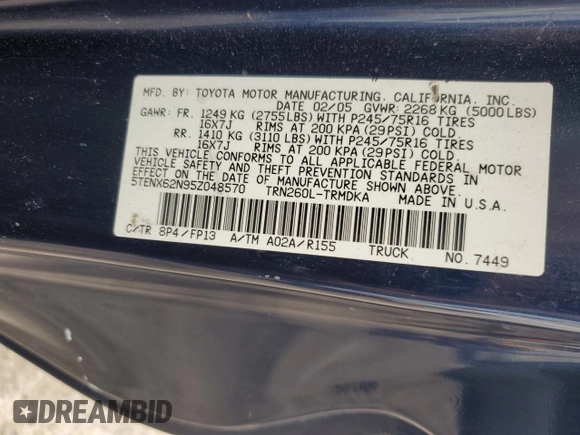 MFD. BY: TOYOTA MOTOR MANUFACTURING, CALIFORNIA, INC.
DATE 02/05 GVWR: 2268 KG (5000LBS)
GAWR: FR. 1249 KG (2755LBS) WITH P245/75R16 TIRES
16X7J RIMS AT 200 KPA (29PSI) COLD.
RR. 1410 KG (3110 LBS) WITH P245/75R16 TIRES
16X7J RIMS AT 200 KPA (29PSI) COLD.
THIS VEHICLE CONFORMS TO ALL APPLICABLE FEDERAL MOTOR
VEHICLE SAFETY AND THEFT PREVENTION STANDARDS IN
EFFECT ON THE DATE OF MANUFACTURE SHOWN ABOVE.
5TENX62N95Z048570 TRN260L-TRMDKA MADE IN U.S.A.
C/TR 8P4/FP13 A/TM A02A/R155 TRUCK. NO. 7449
DREAMBID